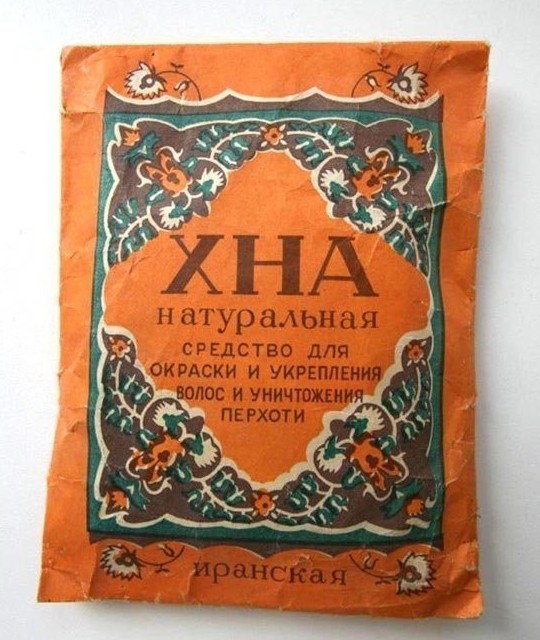 ХНА
натуральная
СРЕДСТВО ДЛЯ
ОКРАСКИ И УКРЕПЛЕНИЯ
ВОЛОС И УНИЧТОЖЕНИЯ
ПЕРХОТИ
иранская